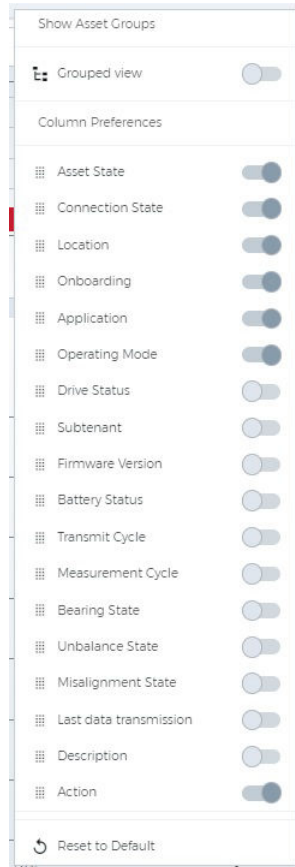 Show Asset Groups
Grouped view
Column Preferences
Asset State
Connection State
Location
Onboarding
Application
Operating Mode
Drive Status
Subtenant
Firmware Version
Battery Status
Transmit Cycle
Measurement Cycle
Bearing State
Unbalance State
Misalignment State
Last data transmission
Description
Action
Reset to Default